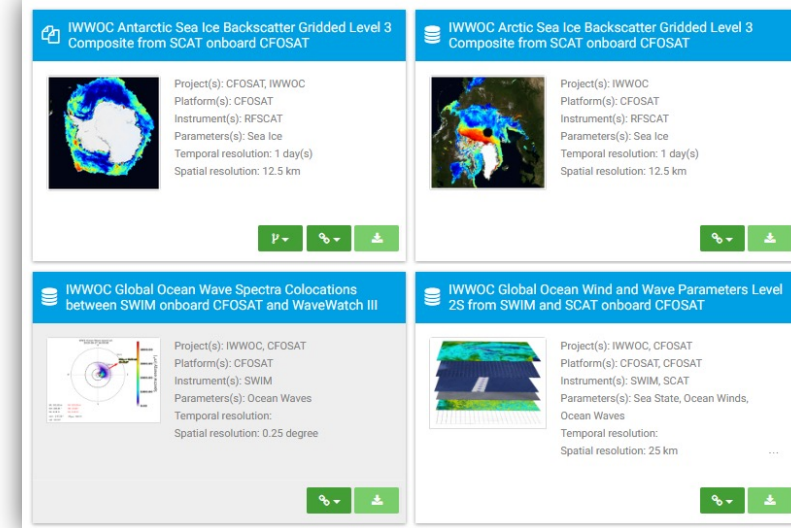 IWWOC Antarctic Sea Ice Backscatter Gridded Level 3
Composite from SCAT onboard CFOSAT
Project(s): CFOSAT, IWWOC
Platform(s): CFOSAT
Instrument(s): RFSCAT
Parameters(s): Sea Ice
Temporal resolution: 1 day(s)
Spatial resolution: 12.5 km
IWWOC Arctic Sea Ice Backscatter Gridded Level 3
Composite from SCAT onboard CFOSAT
Project(s): IWWOC
Platform(s): CFOSAT
Instrument(s): RFSCAT
Parameters(s): Sea Ice
Temporal resolution: 1 day(s)
Spatial resolution: 12.5 km
IWWOC Global Ocean Wave Spectra Colocations
between SWIM onboard CFOSAT and WaveWatch III
Project(s): IWWOC, CFOSAT
Platform(s): CFOSAT
Instrument(s): SWIM
Parameters(s): Ocean Waves
Temporal resolution:
Spatial resolution: 0.25 degree
IWWOC Global Ocean Wind and Wave Parameters Level
2S from SWIM and SCAT onboard CFOSAT
Project(s): IWWOC, CFOSAT
Platform(s): CFOSAT, CFOSAT
Instrument(s): SWIM, SCAT
Parameters(s): Sea State, Ocean Winds,
Ocean Waves
Temporal resolution:
Spatial resolution: 25 km ...